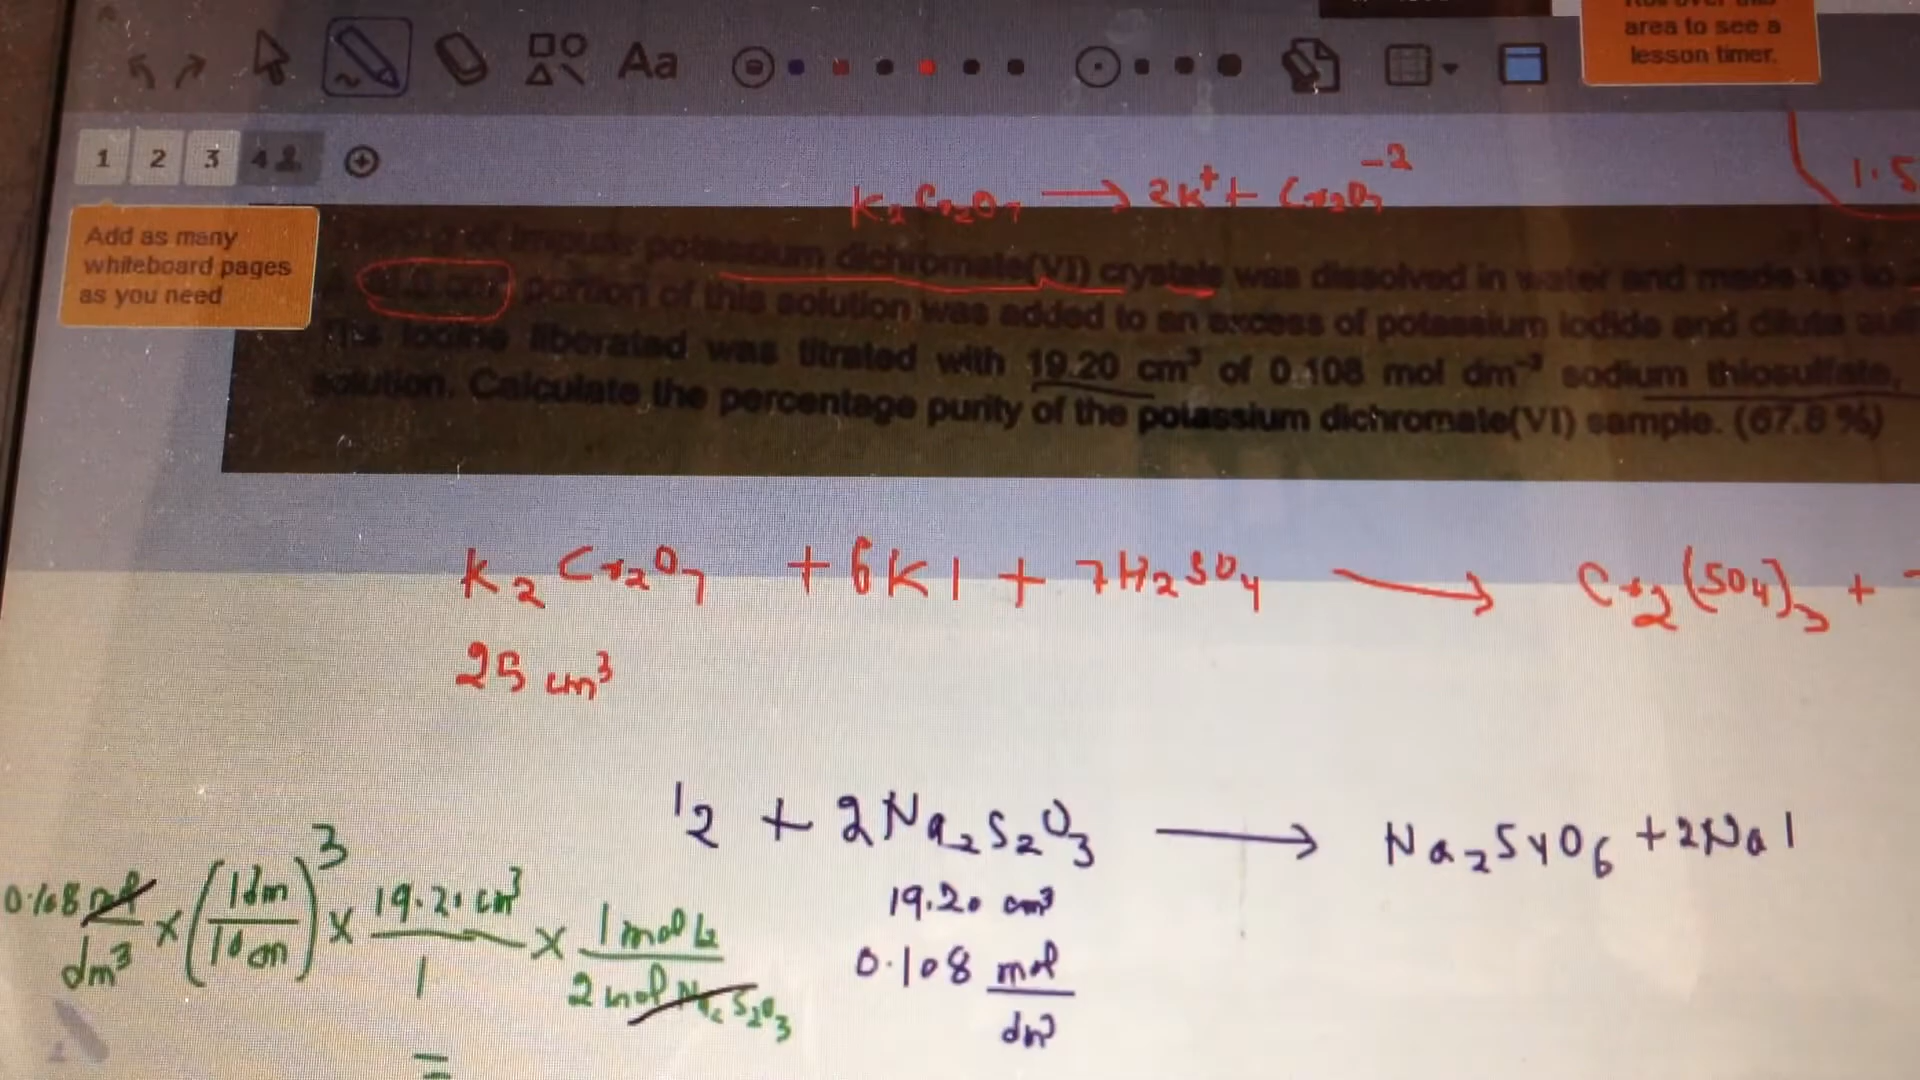 area to see a
lesson timer.
Aa
1 2 3 4
1.5
K2Cr2O7 → 2K⁺ + Cr2O7⁻²
Add as many
whiteboard pages
as you need
of impure potassium dichromate(VI) crystals was dissolved in water and made up to
portion of this solution was added to an excess of potassium iodide and dilute
The iodine liberated was titrated with 19.20 cm³ of 0.108 mol dm⁻³ sodium thiosulfate,
solution. Calculate the percentage purity of the potassium dichromate(VI) sample. (67.8 %)
K2Cr2O7 + 6KI + 7H2SO4 → Cr2(SO4)3 +
25 cm³
I2 + 2Na2S2O3 → Na2S4O6 + 2NaI
19.20 cm³
0.108 mol/dm³
0.108 mol/dm³ × (1dm/10cm)³ × 19.20 cm³/1 × 1 mol I2/2 mol Na2S2O3
=